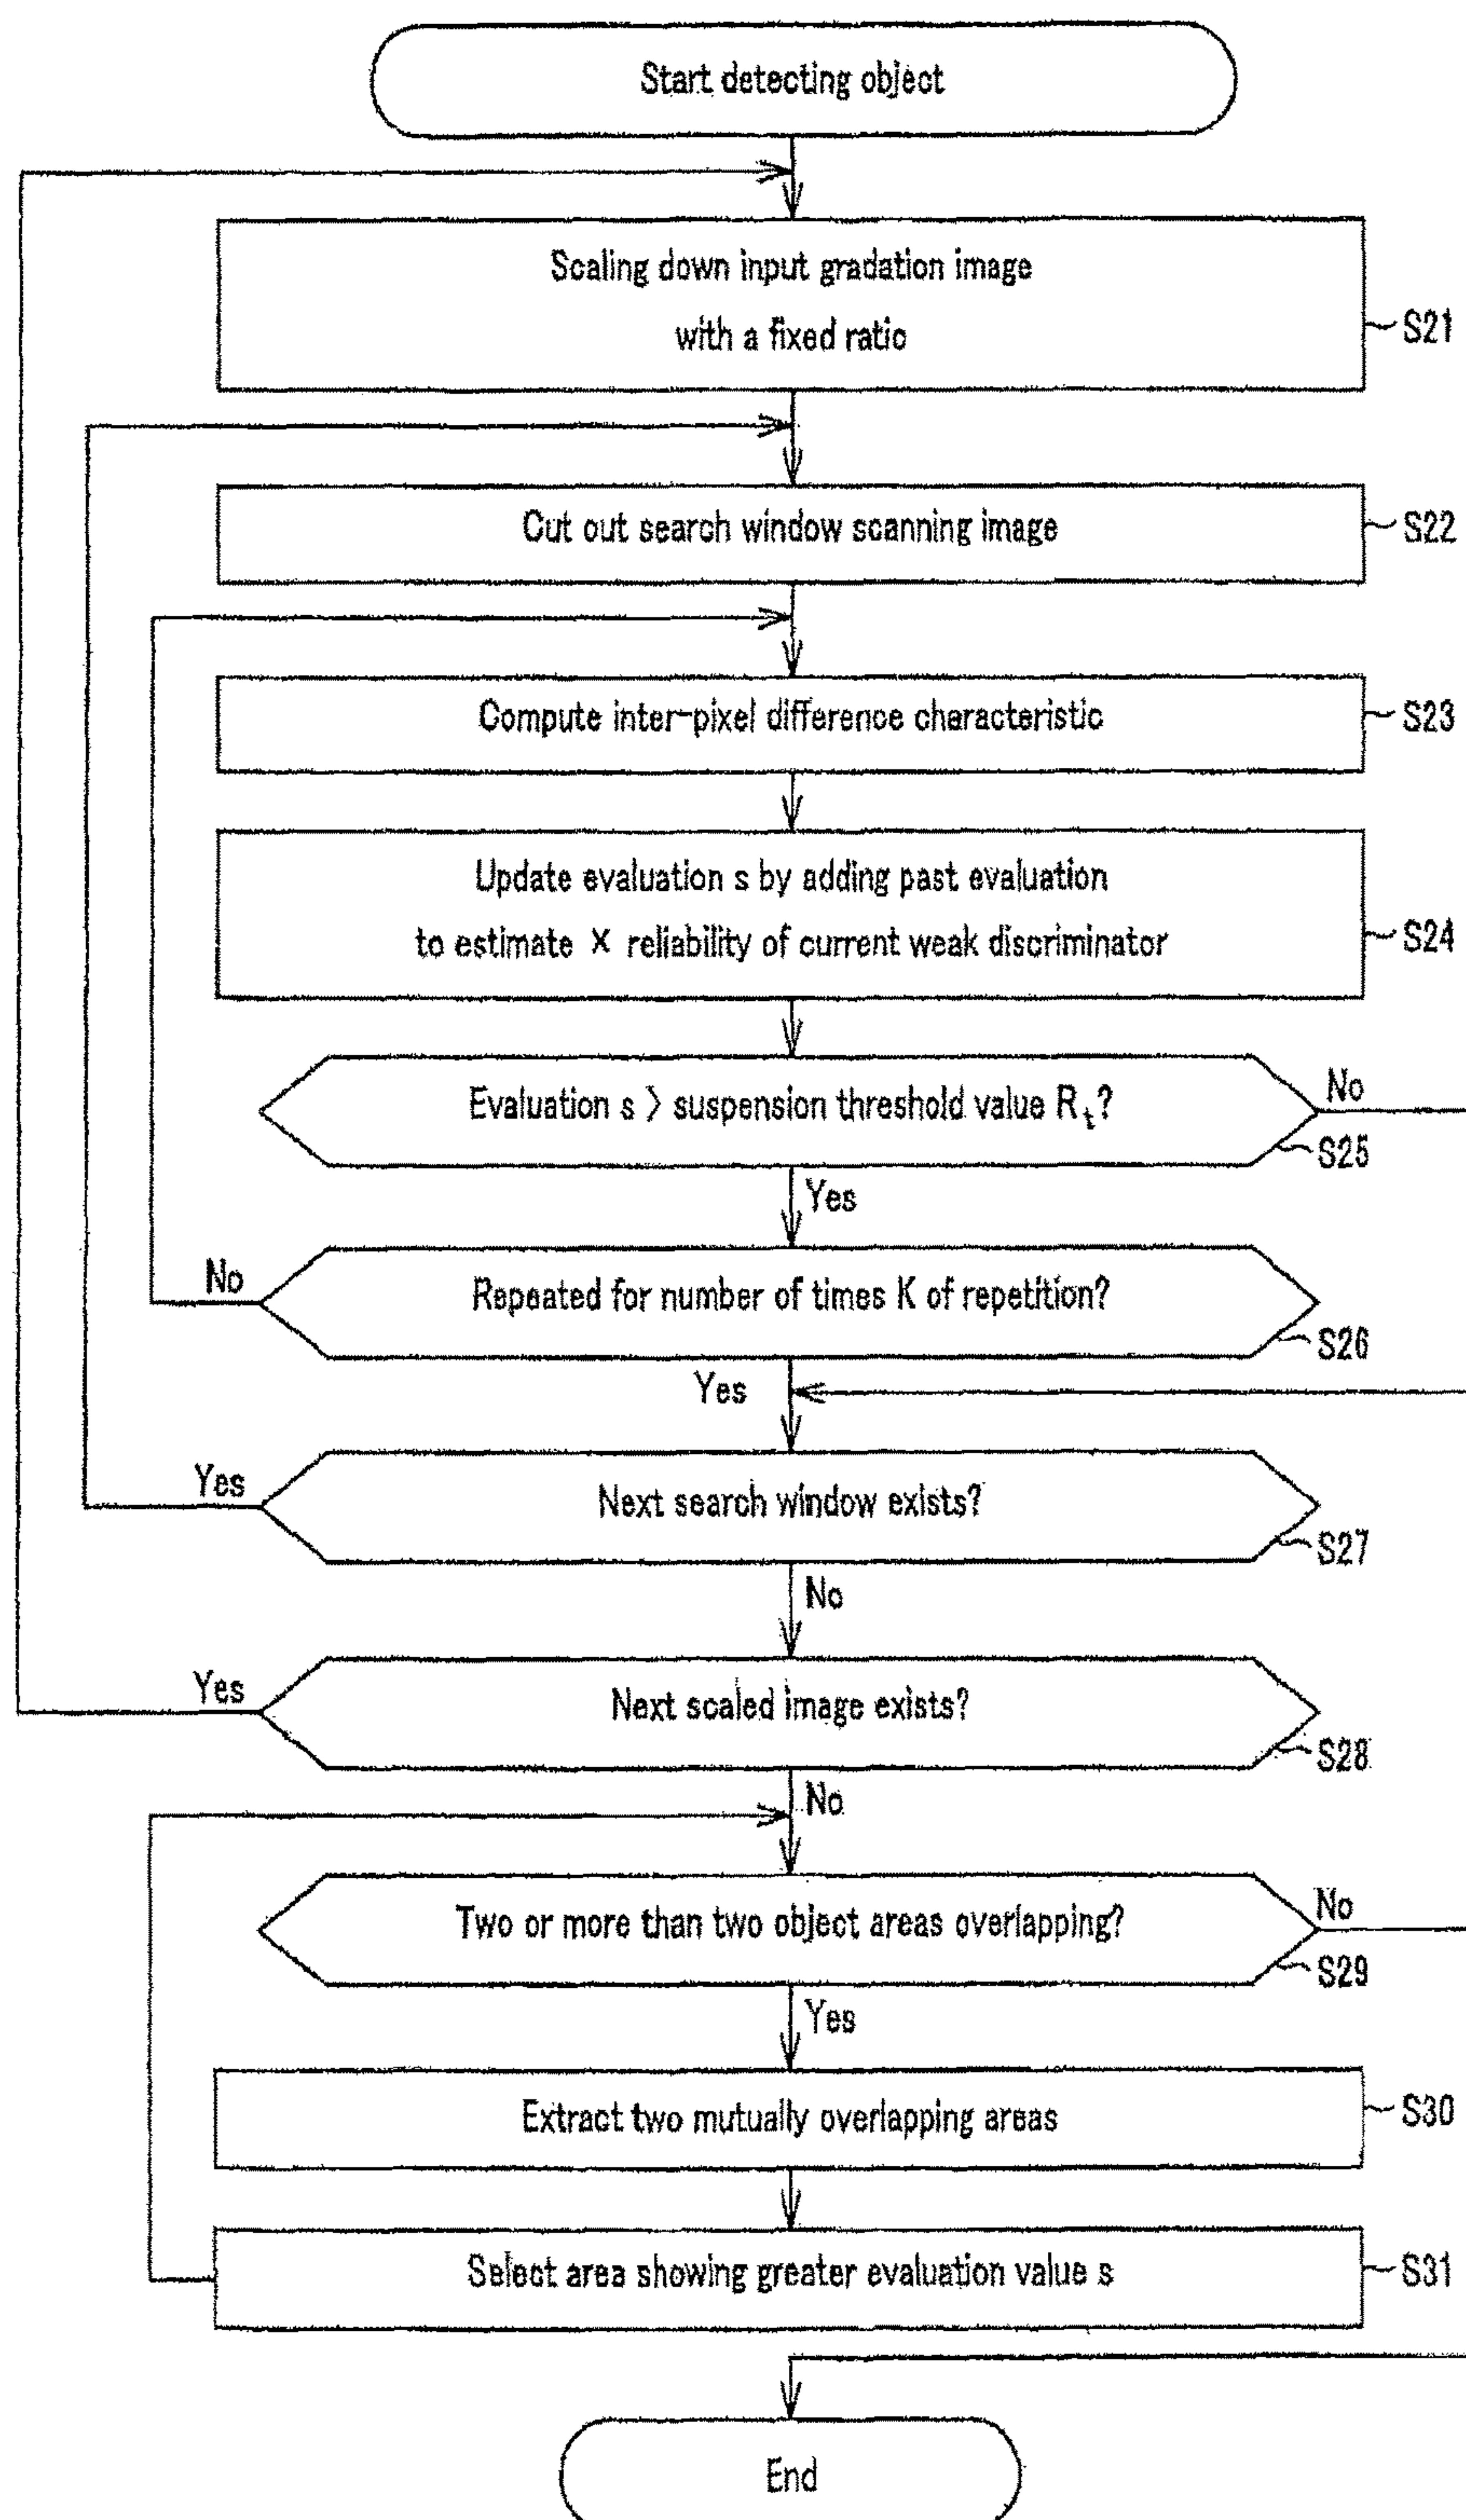 Start detecting object
Scaling down input gradation image
with a fixed ratio
S21
Cut out search window scanning image
S22
Compute inter-pixel difference characteristic
S23
Update evaluation s by adding past evaluation
to estimate × reliability of current weak discriminator
S24
Evaluation s > suspension threshold value Rt?
No
S25
Yes
No
Repeated for number of times K of repetition?
S26
Yes
Yes
Next search window exists?
S27
No
Yes
Next scaled image exists?
S28
No
Two or more than two object areas overlapping?
No
S29
Yes
Extract two mutually overlapping areas
S30
Select area showing greater evaluation value s
S31
End